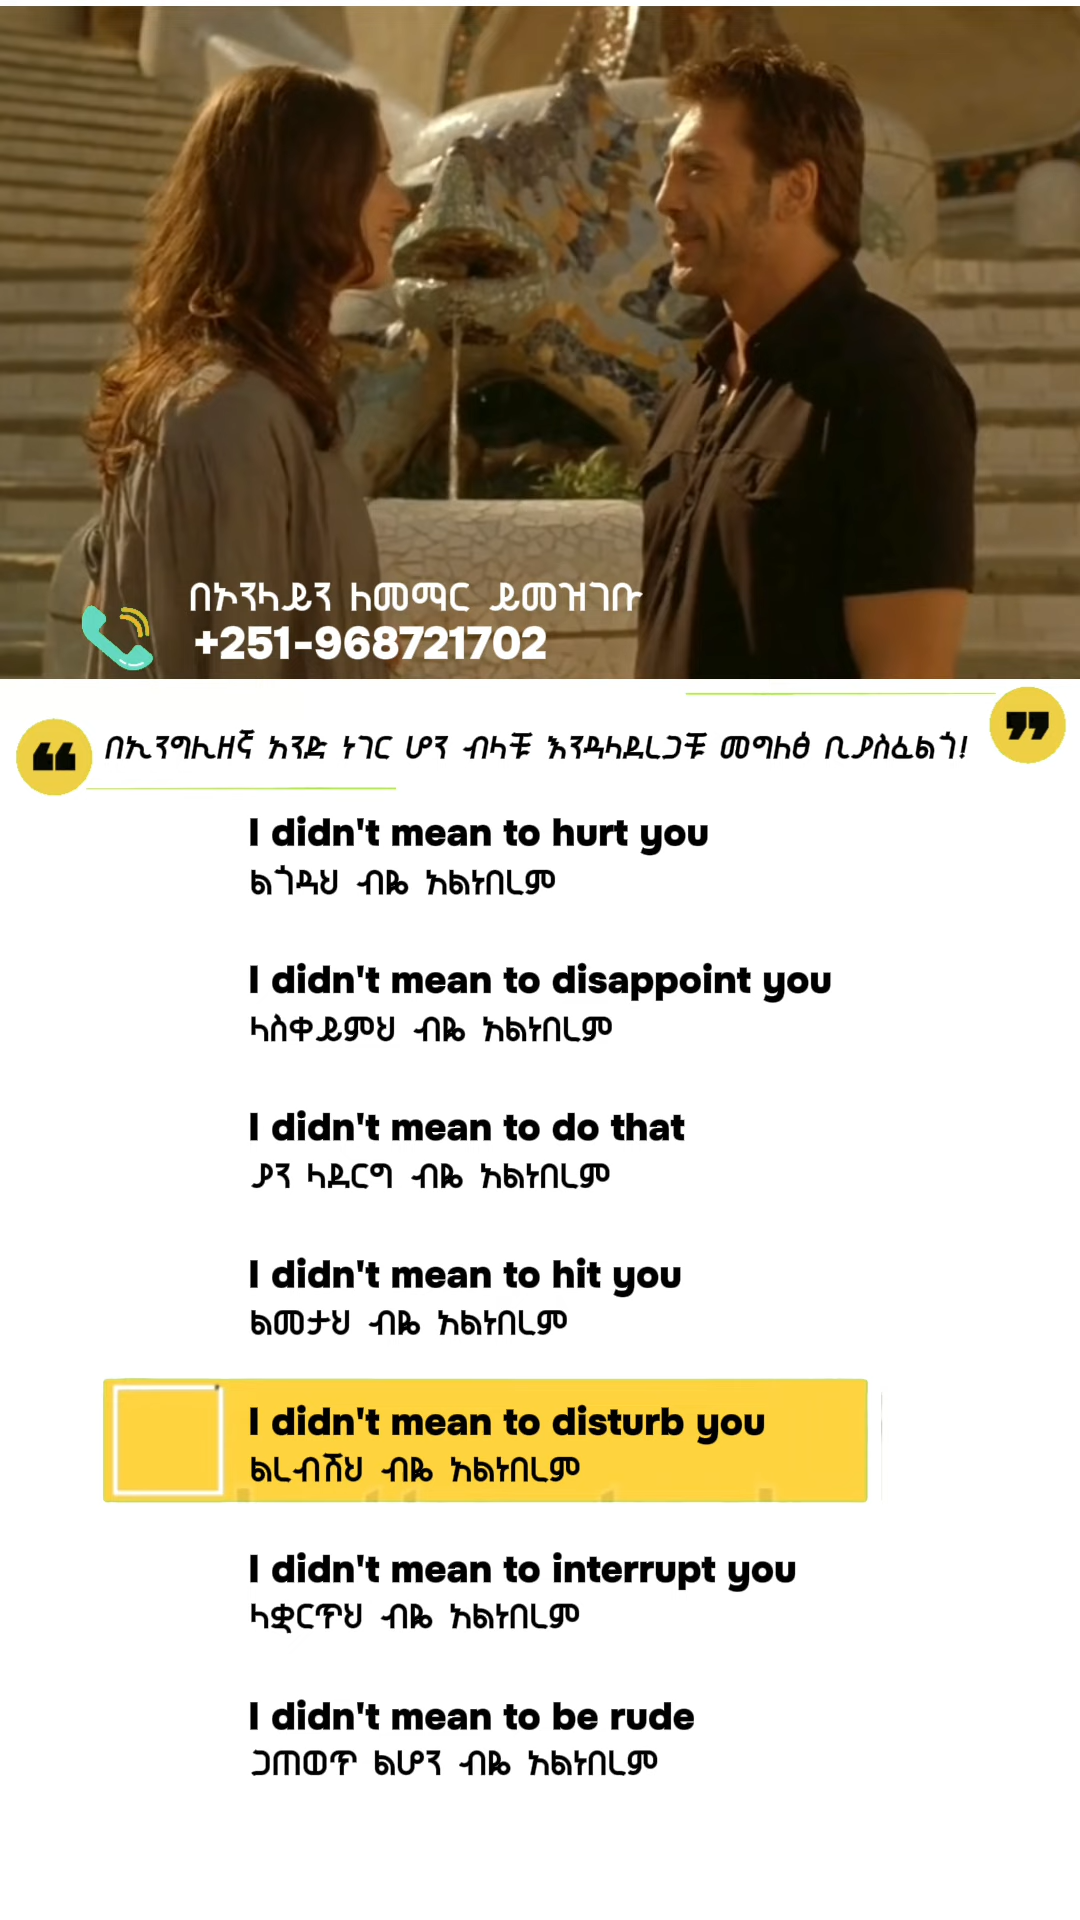 በኦንላይን ለመማር ይመዝገቡ
+251-968721702
በኢንግሊዘኛ አንድ ነገር ሆን ብላቹ እንዳላደረጋቹ መግለፅ ቢያስፈልጎ!
I didn't mean to hurt you
ልጎዳህ ብዬ አልነበረም
I didn't mean to disappoint you
ላስቀይምህ ብዬ አልነበረም
I didn't mean to do that
ያን ላደርግ ብዬ አልነበረም
I didn't mean to hit you
ልመታህ ብዬ አልነበረም
I didn't mean to disturb you
ልረብሽህ ብዬ አልነበረም
I didn't mean to interrupt you
ላቋርጥህ ብዬ አልነበረም
I didn't mean to be rude
ጋጠወጥ ልሆን ብዬ አልነበረም